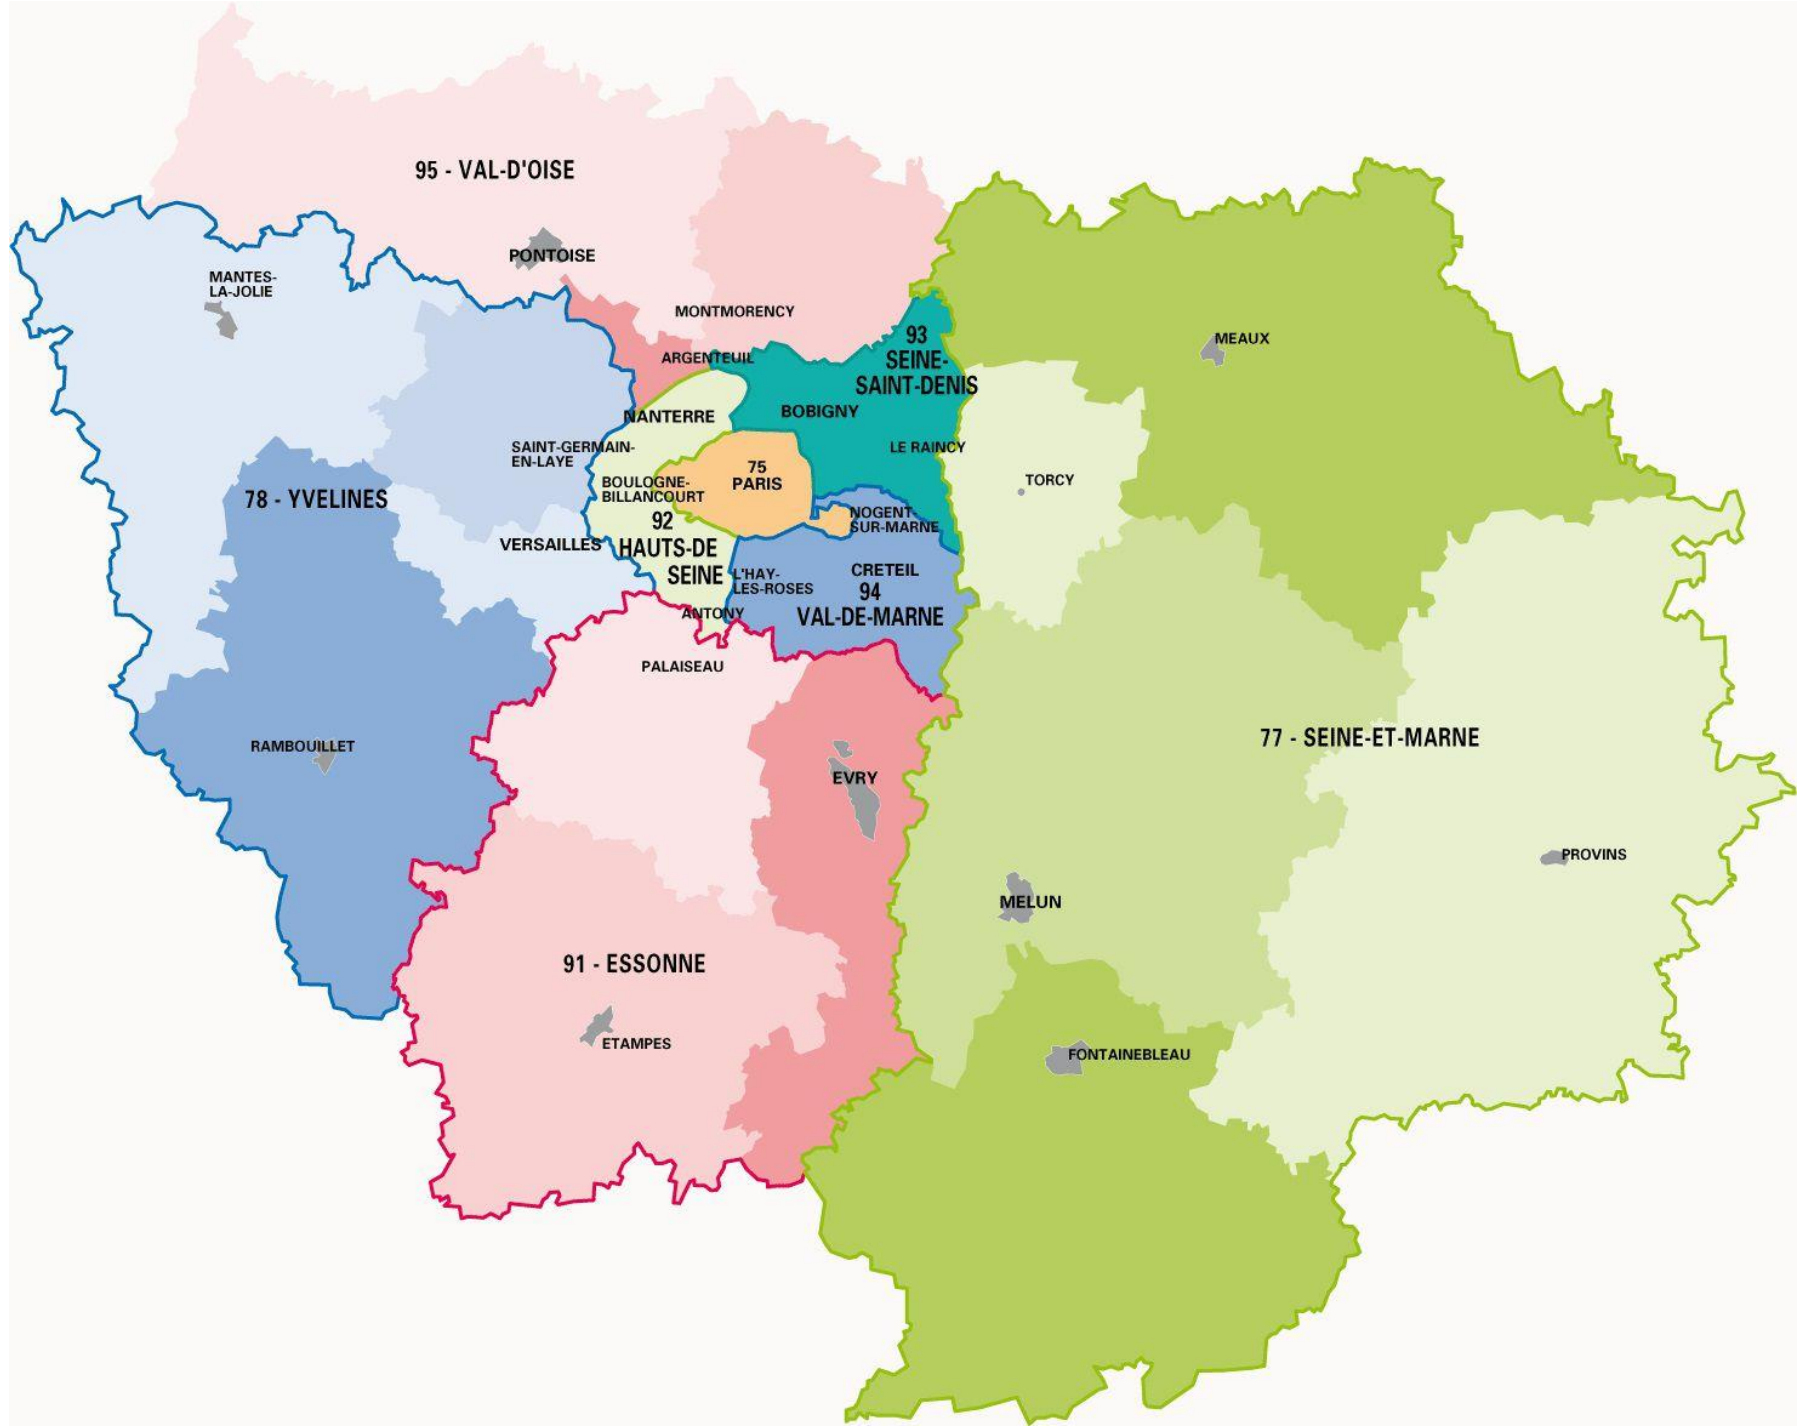 95 - VAL-D'OISE
PONTOISE
MANTES-
LA-JOLIE
MONTMORENCY
ARGENTEUIL
93
SEINE-
SAINT-DENIS
MEAUX
NANTERRE
BOBIGNY
SAINT-GERMAIN-
EN-LAYE
LE RAINCY
75
PARIS
TORCY
BOULOGNE-
BILLANCOURT
78 - YVELINES
92
HAUTS-DE
SEINE
NOGENT-
SUR-MARNE
VERSAILLES
L'HAY-
LES-ROSES
CRETEIL
94
VAL-DE-MARNE
ANTONY
PALAISEAU
RAMBOUILLET
77 - SEINE-ET-MARNE
EVRY
PROVINS
MELUN
91 - ESSONNE
ETAMPES
FONTAINEBLEAU